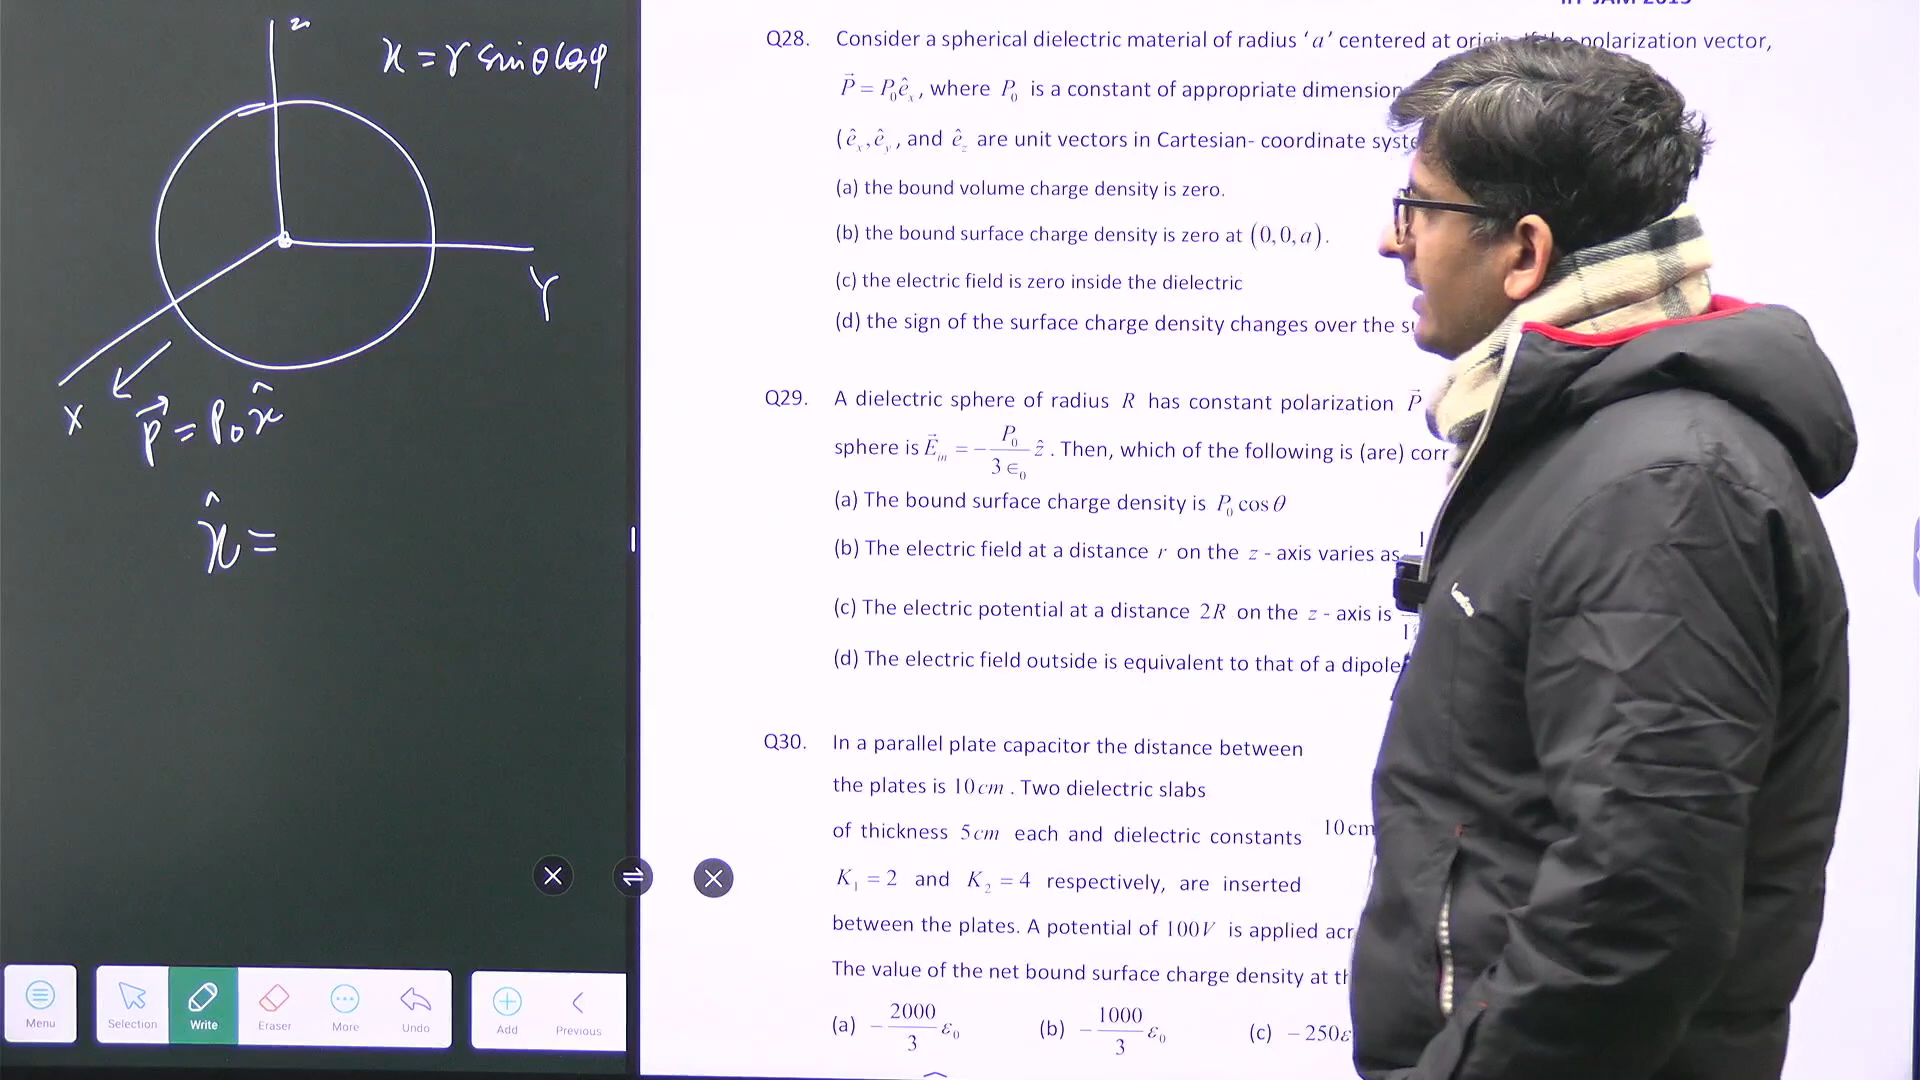 z
x = r sinθ cosφ
Y
X
P⃗ = P₀ x̂
x̂ =
Q28. Consider a spherical dielectric material of radius ‘a’ centered at origin. If the polarization vector,
P⃗ = P₀êₓ, where P₀ is a constant of appropriate dimension
(êₓ, ê_y, and ê_z are unit vectors in Cartesian- coordinate syste
(a) the bound volume charge density is zero.
(b) the bound surface charge density is zero at (0,0,a).
(c) the electric field is zero inside the dielectric
(d) the sign of the surface charge density changes over the s
Q29. A dielectric sphere of radius R has constant polarization P⃗
sphere is E⃗_in = − P₀ / 3∈₀ ẑ. Then, which of the following is (are) corr
(a) The bound surface charge density is P₀ cos θ
(b) The electric field at a distance r on the z - axis varies as 1
(c) The electric potential at a distance 2R on the z - axis is
(d) The electric field outside is equivalent to that of a dipole
Q30. In a parallel plate capacitor the distance between
the plates is 10cm. Two dielectric slabs
of thickness 5cm each and dielectric constants 10cm
K₁ = 2 and K₂ = 4 respectively, are inserted
between the plates. A potential of 100V is applied acr
The value of the net bound surface charge density at th
(a) − 2000/3 ε₀ (b) − 1000/3 ε₀ (c) − 250ε
Menu Selection Write Eraser More Undo Add Previous